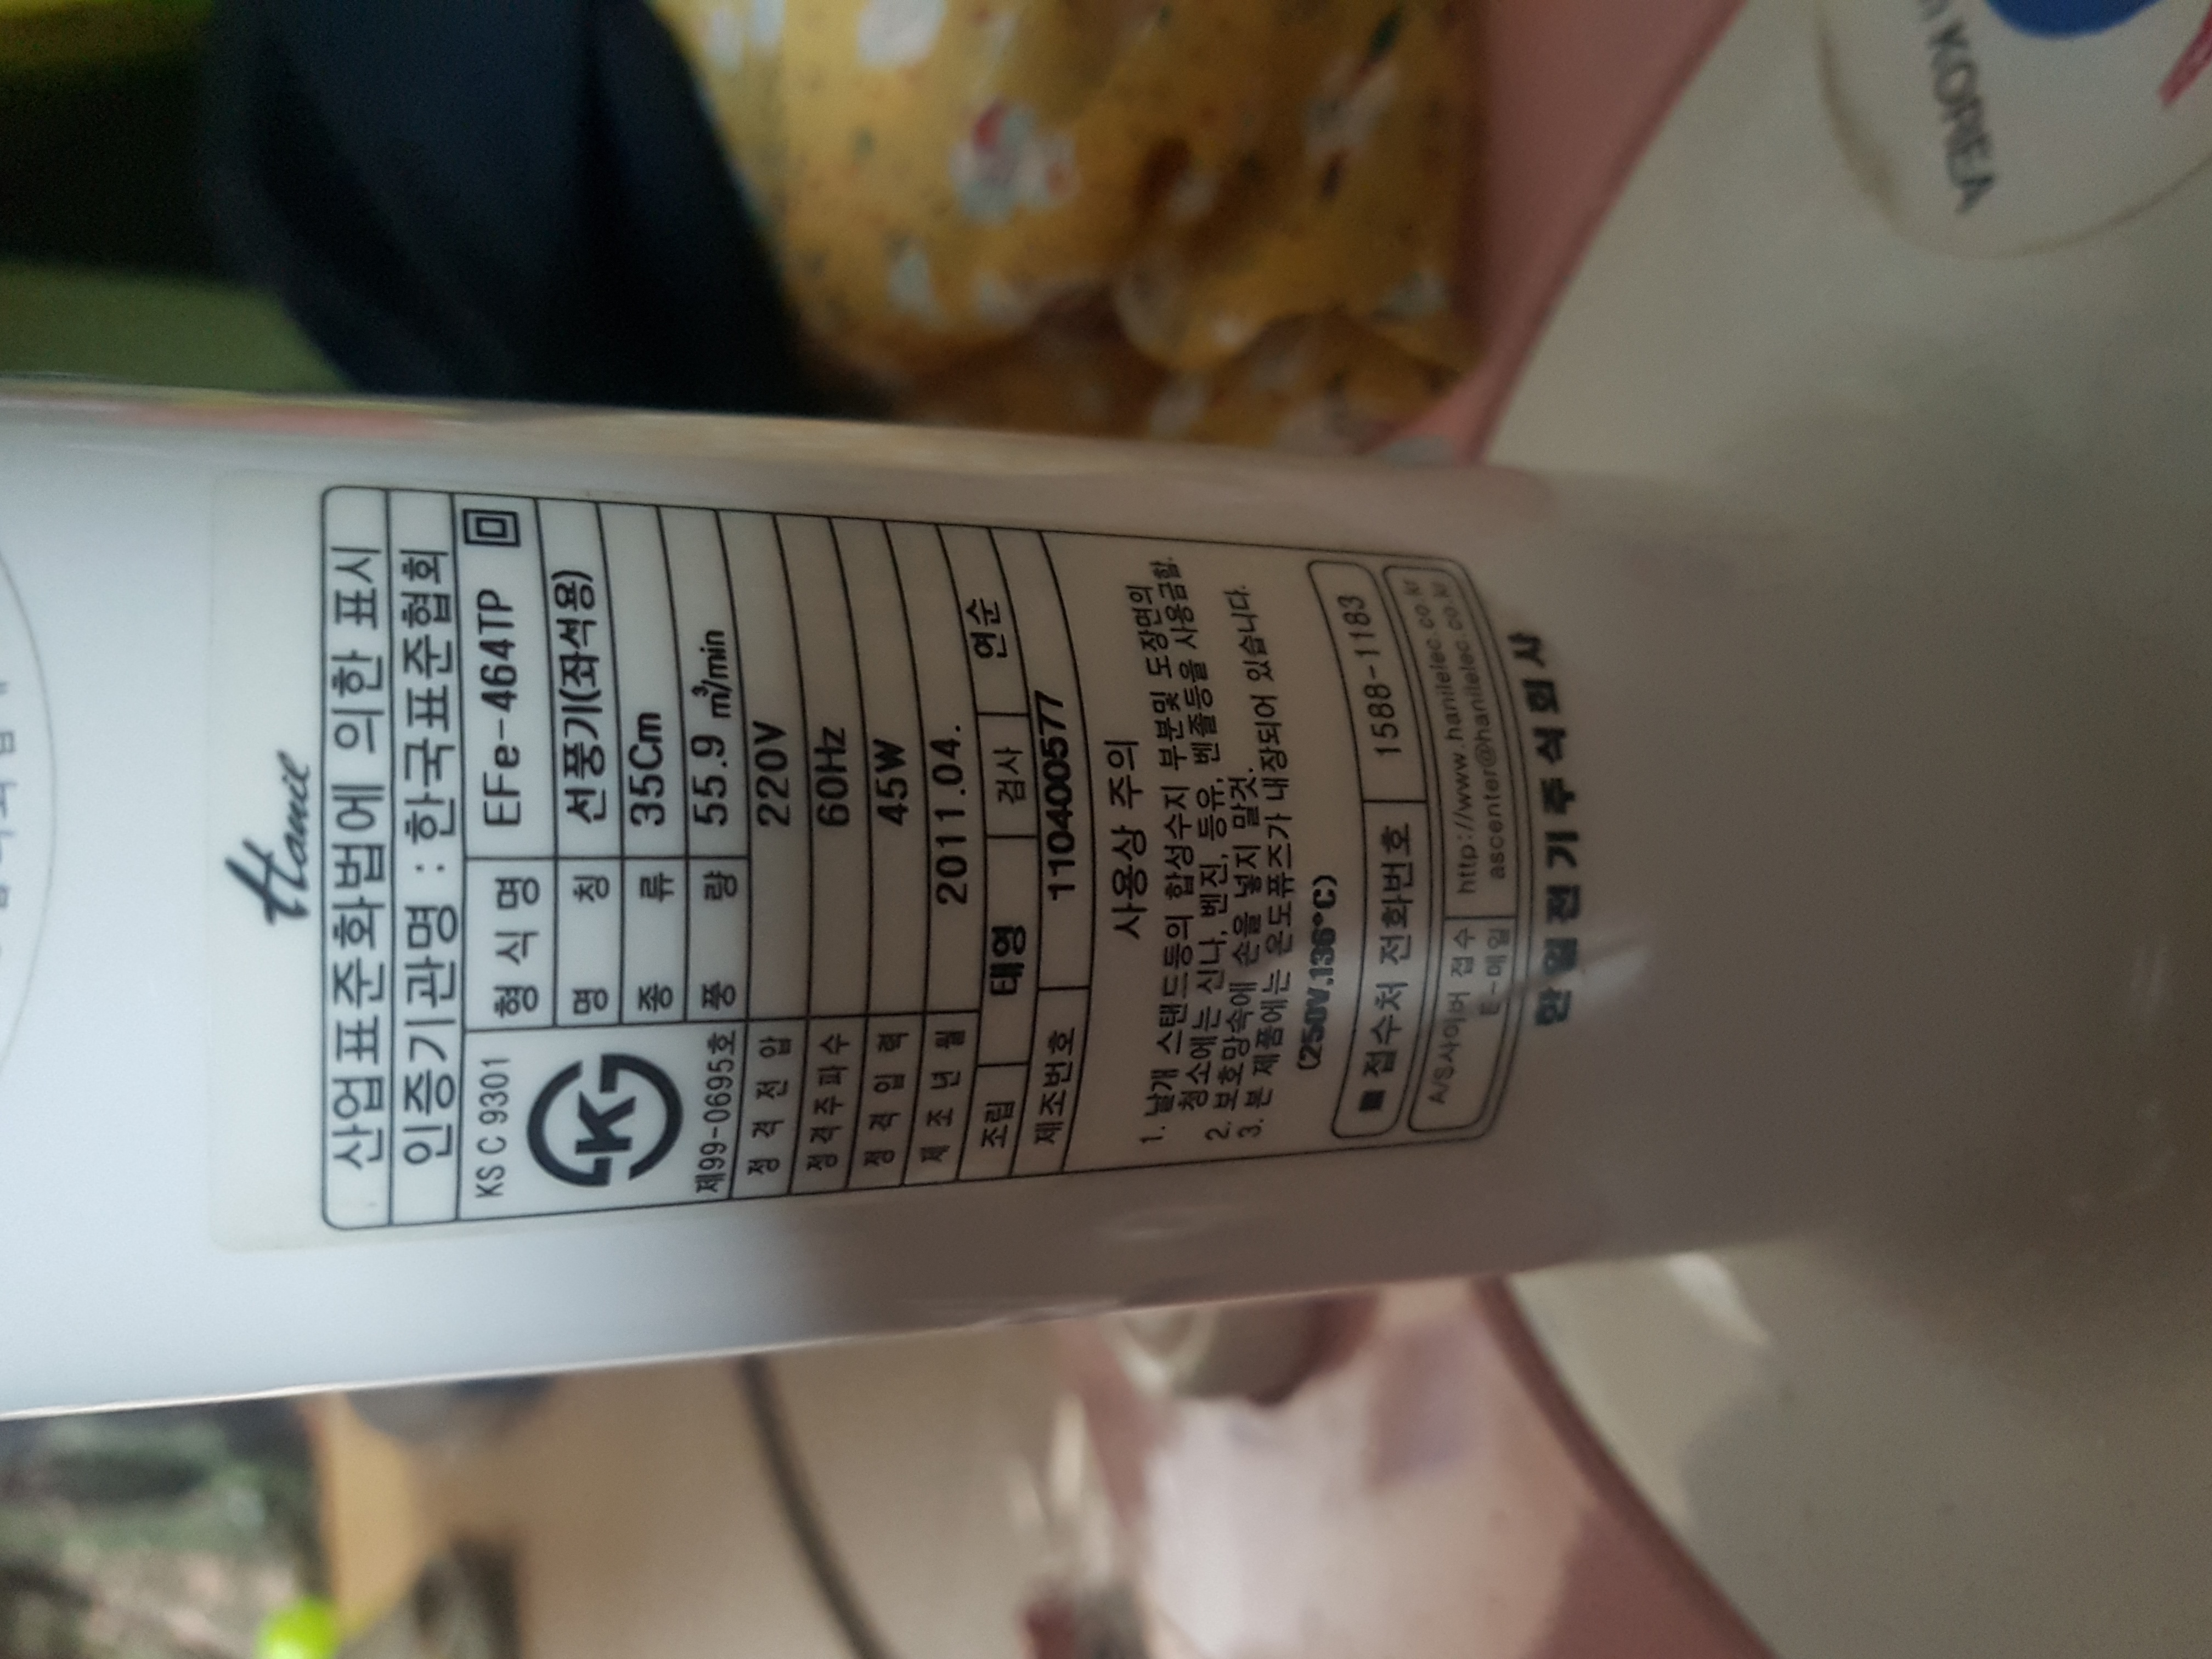 Hanil
산업표준화법에 의한 표시
인증기관명 : 한국표준협회
KS C 9301
제99-0695호
형식명 EFe-464TP
명칭 선풍기(좌석용)
종류 35Cm
풍량 55.9 m³/min
정격전압 220V
정격주파수 60Hz
정격입력 45W
제조년월 2011.04.
조립 태영 검사 연순
제조번호 110400577
사용상 주의
1. 날개 스탠드등의 합성수지 부분및 도장면의
청소에는 신나, 벤진, 등유, 벤졸등을 사용금함.
2. 보호망속에 손을 넣지 말것.
3. 본 제품에는 온도퓨즈가 내장되어 있습니다.
(250V,136°C)
■ 접수처 전화번호 1588-1183
A/S사이버 접수 http://www.hanilelec.co.kr
E-메일 ascenter@hanilelec.co.kr
한일전기주식회사
KOREA